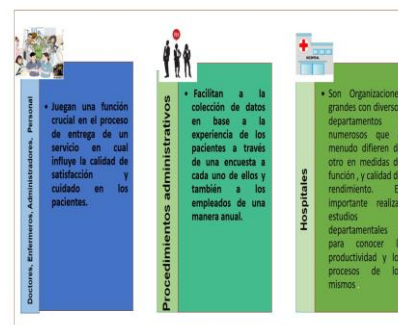 Doctores, Enfermeros, Administradores, Personal
• Juegan una función
crucial en el proceso
de entrega de un
servicio en cual
influye la calidad de
satisfacción y
cuidado en los
pacientes.
Procedimientos administrativos
• Facilitan a la
colección de datos
en base a la
experiencia de los
pacientes a través
de una encuesta a
cada uno de ellos y
también a los
empleados de una
manera anual.
Hospitales
• Son Organizacione
grandes con diverso
departamentos
numerosos que
menudo difieren d
otro en medidas d
función , y calidad d
rendimiento. E
importante realiza
estudios
departamentales
para conocer l
productividad y lo
procesos de lo
mismos .